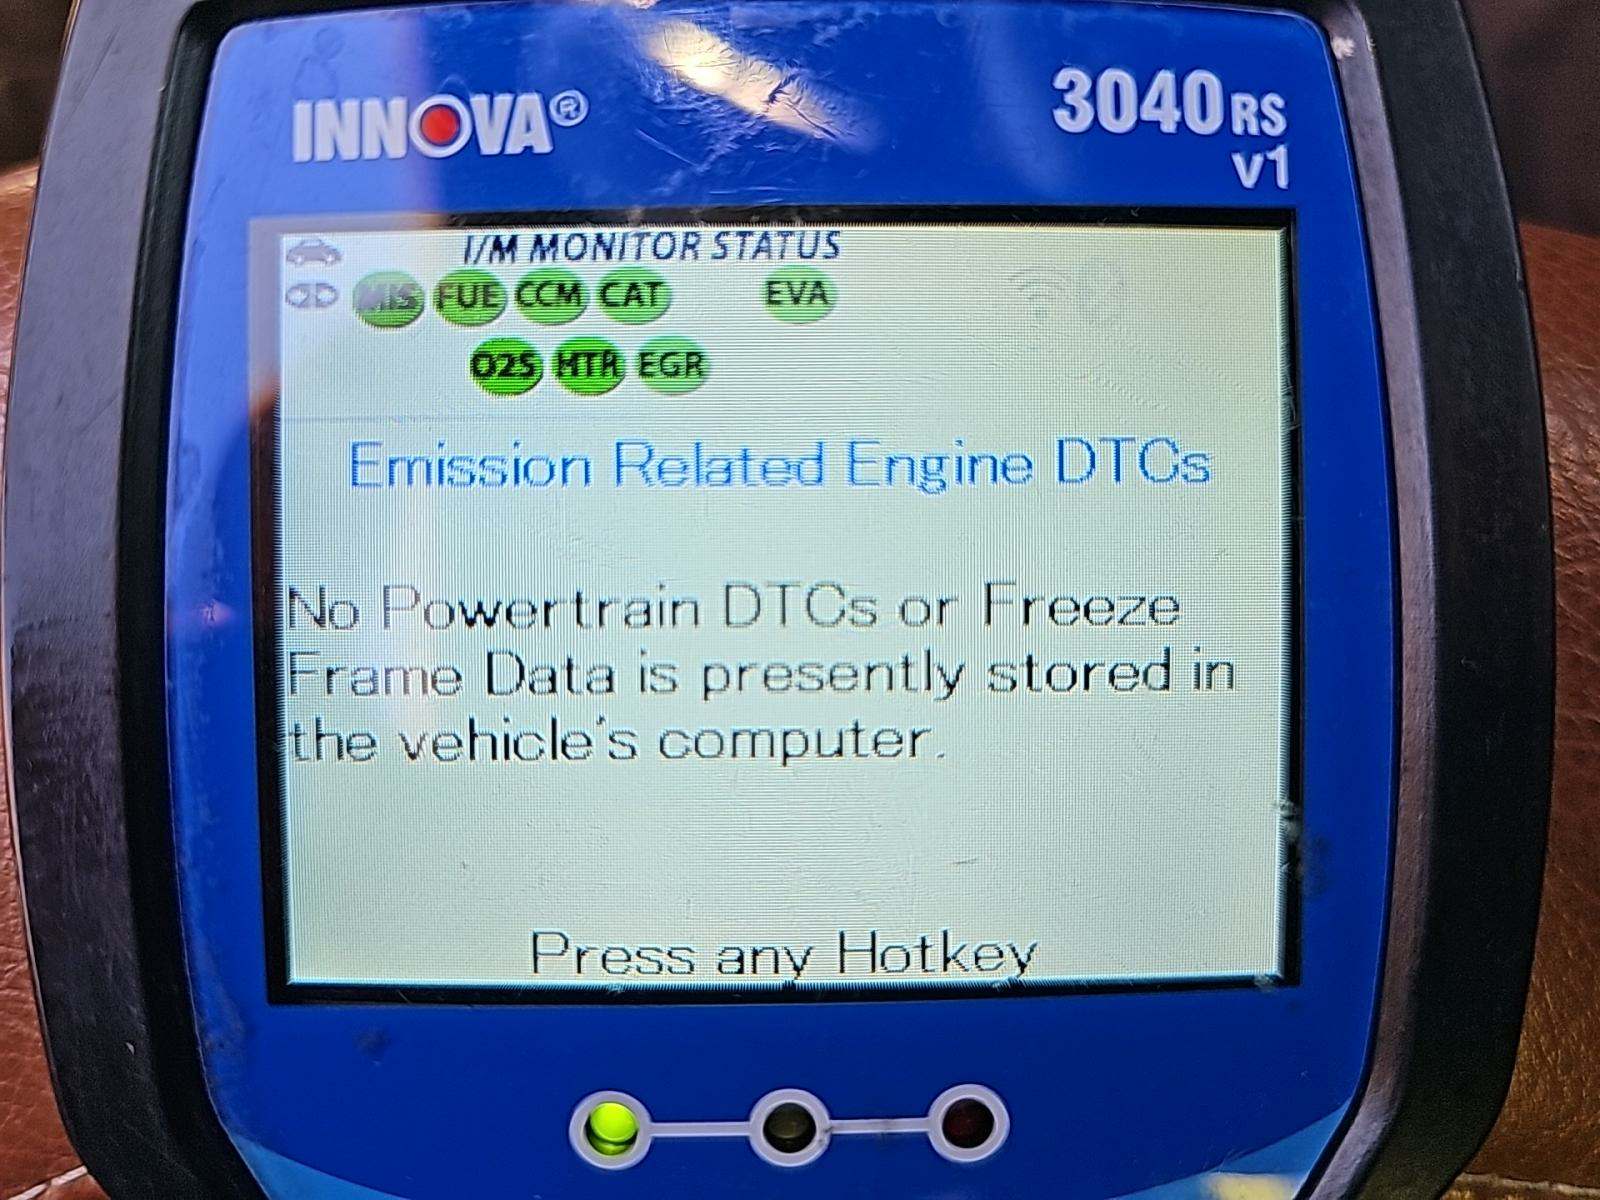 INNOVA®
3040RS
v1
I/M MONITOR STATUS
MIS FUE CCM CAT EVA
O2S HTR EGR
Emission Related Engine DTCs
No Powertrain DTCs or Freeze
Frame Data is presently stored in
the vehicle's computer.
Press any Hotkey